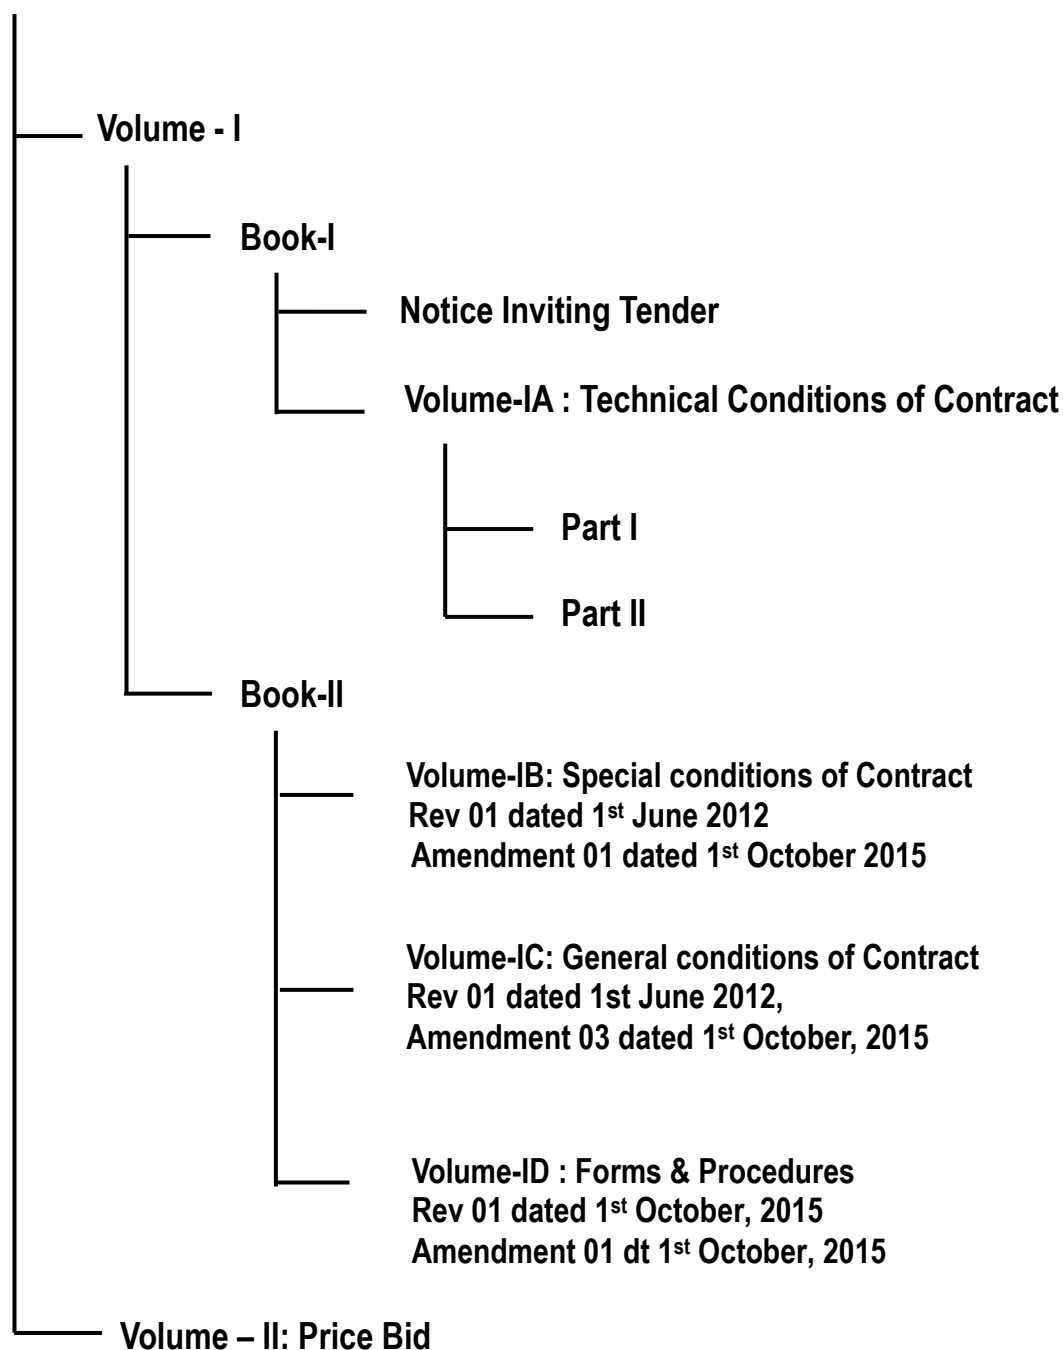 Volume - I
Book-I
Notice Inviting Tender
Volume-IA : Technical Conditions of Contract
Part I
Part II
Book-II
Volume-IB: Special conditions of Contract
Rev 01 dated 1st June 2012
Amendment 01 dated 1st October 2015
Volume-IC: General conditions of Contract
Rev 01 dated 1st June 2012,
Amendment 03 dated 1st October, 2015
Volume-ID : Forms & Procedures
Rev 01 dated 1st October, 2015
Amendment 01 dt 1st October, 2015
Volume – II: Price Bid